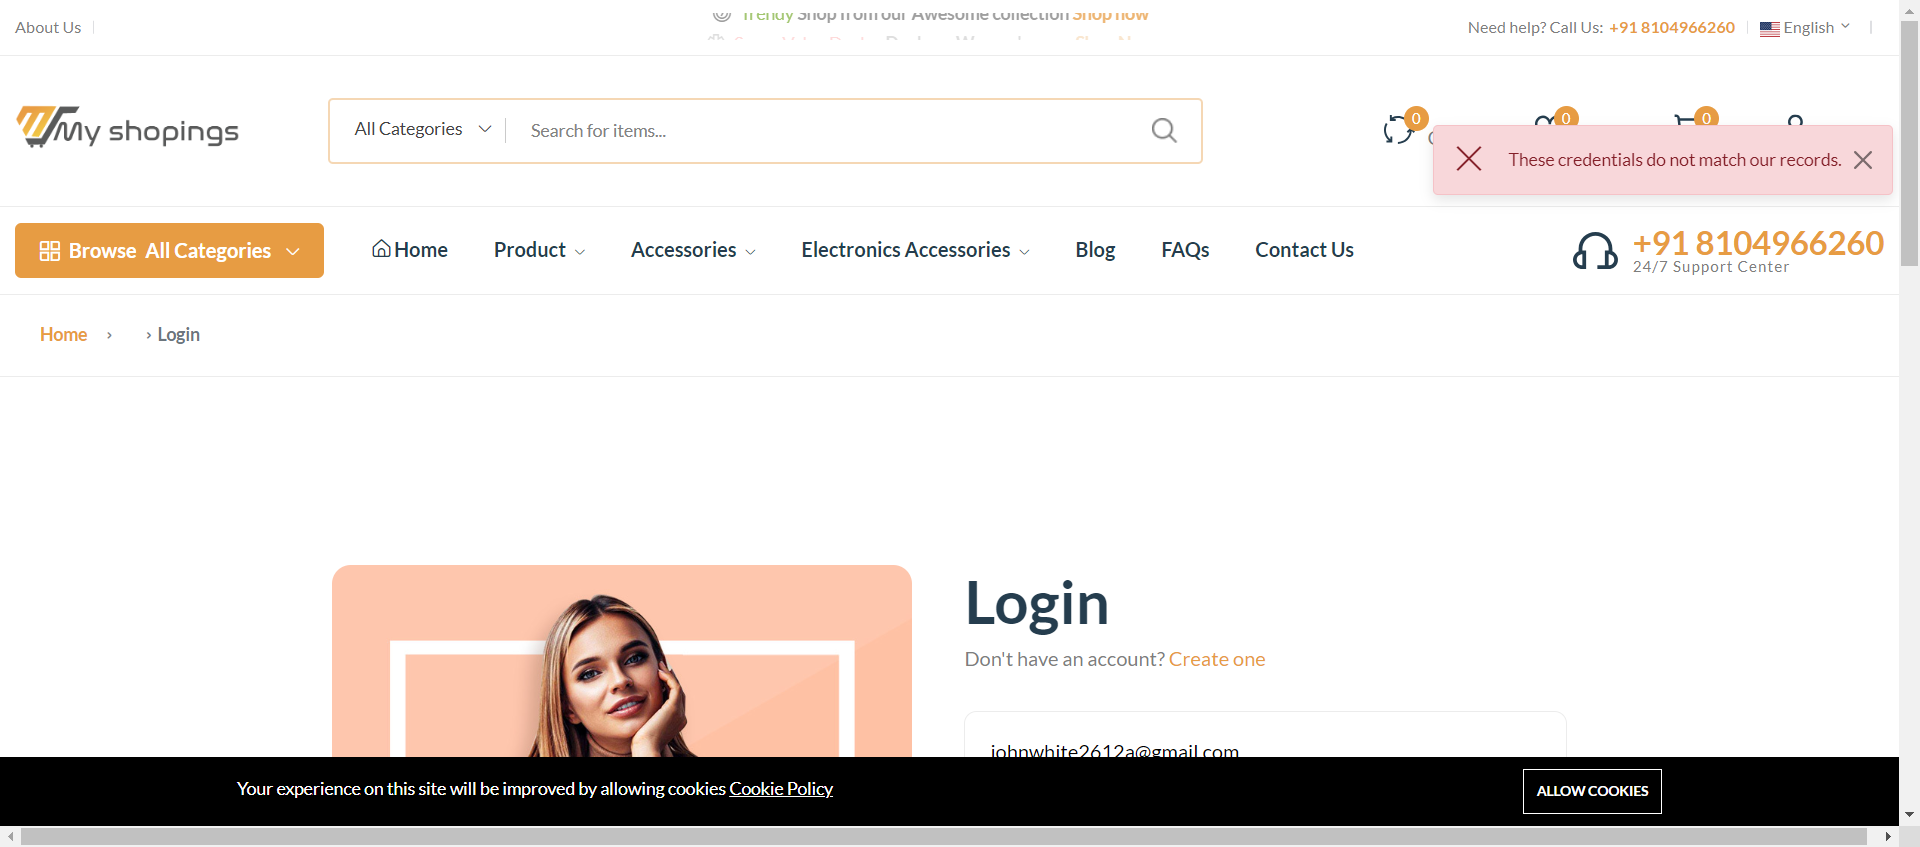 About Us
Trendy Shop from our Awesome collection Shop now
Need help? Call Us: +91 8104966260
English
My shopings
All Categories
Search for items...
0
0
0
These credentials do not match our records.
Browse All Categories
Home
Product
Accessories
Electronics Accessories
Blog
FAQs
Contact Us
+91 8104966260
24/7 Support Center
Home › › Login
Login
Don't have an account? Create one
johnwhite2612a@gmail.com
Your experience on this site will be improved by allowing cookies Cookie Policy
ALLOW COOKIES